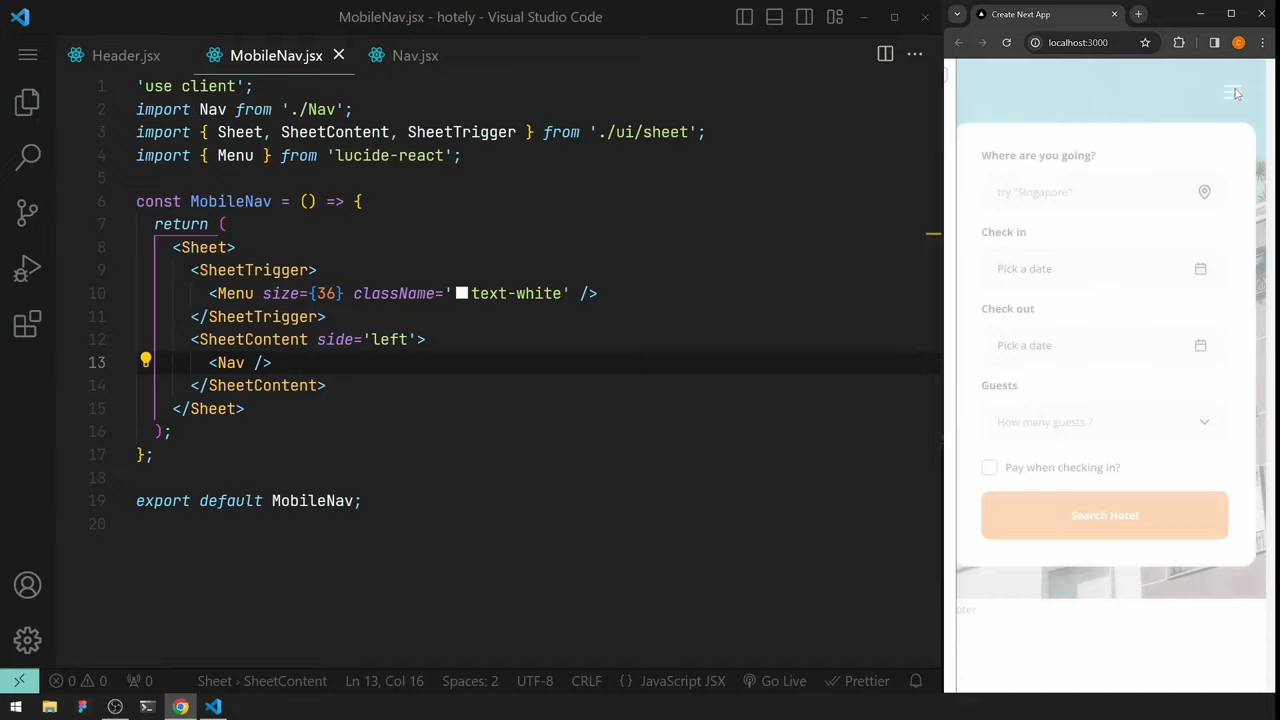 MobileNav.jsx - hotely - Visual Studio Code
Header.jsx
MobileNav.jsx
Nav.jsx
1 'use client';
2 import Nav from './Nav';
3 import { Sheet, SheetContent, SheetTrigger } from './ui/sheet';
4 import { Menu } from 'lucide-react';
5
6 const MobileNav = () => {
7 return (
8 <Sheet>
9 <SheetTrigger>
10 <Menu size={36} className='text-white' />
11 </SheetTrigger>
12 <SheetContent side='left'>
13 <Nav />
14 </SheetContent>
15 </Sheet>
16 );
17 };
18
19 export default MobileNav;
20
0 0 0 Sheet › SheetContent Ln 13, Col 16 Spaces: 2 UTF-8 CRLF {} JavaScript JSX Go Live Prettier
Create Next App
localhost:3000
C
Where are you going?
try "Singapore"
Check in
Pick a date
Check out
Pick a date
Guests
How many guests ?
Pay when checking in?
Search Hotel
oter